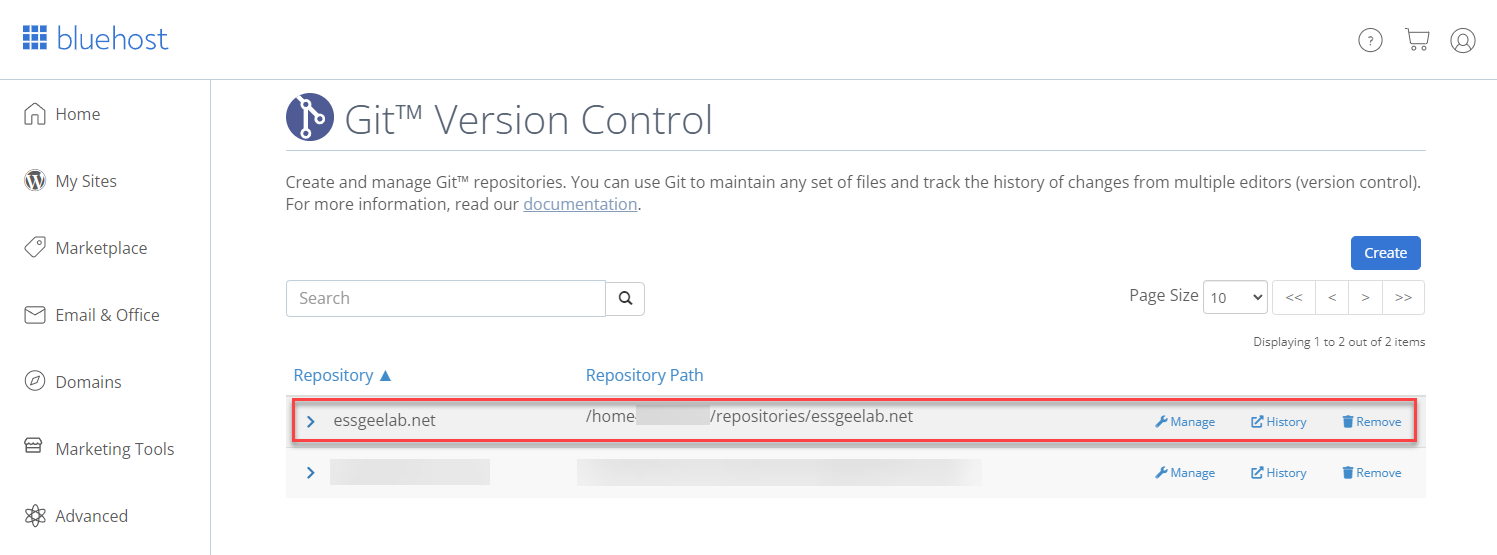 bluehost
?
Home
My Sites
Marketplace
Email & Office
Domains
Marketing Tools
Advanced
Git™ Version Control
Create and manage Git™ repositories. You can use Git to maintain any set of files and track the history of changes from multiple editors (version control).
For more information, read our documentation.
Create
Search
Page Size 10 << < > >>
Displaying 1 to 2 out of 2 items
Repository ▲ Repository Path
essgeelab.net /home /repositories/essgeelab.net Manage History Remove
Manage History Remove